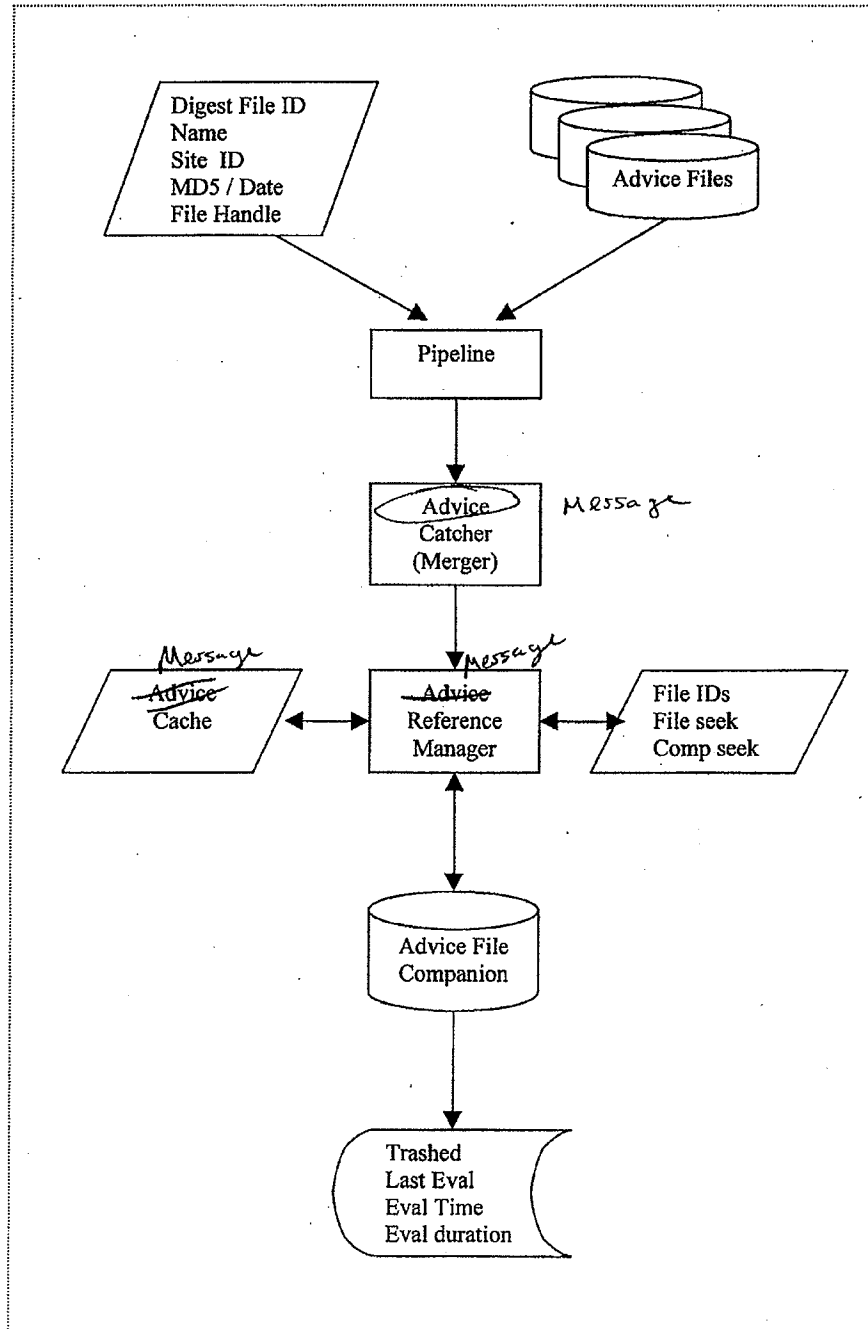 Digest File ID
Name
Site ID
MD5 / Date
File Handle
Advice Files
Pipeline
Advice
Catcher
(Merger)
Message
Message
Advice
Cache
Message
Advice
Reference
Manager
File IDs
File seek
Comp seek
Advice File
Companion
Trashed
Last Eval
Eval Time
Eval duration